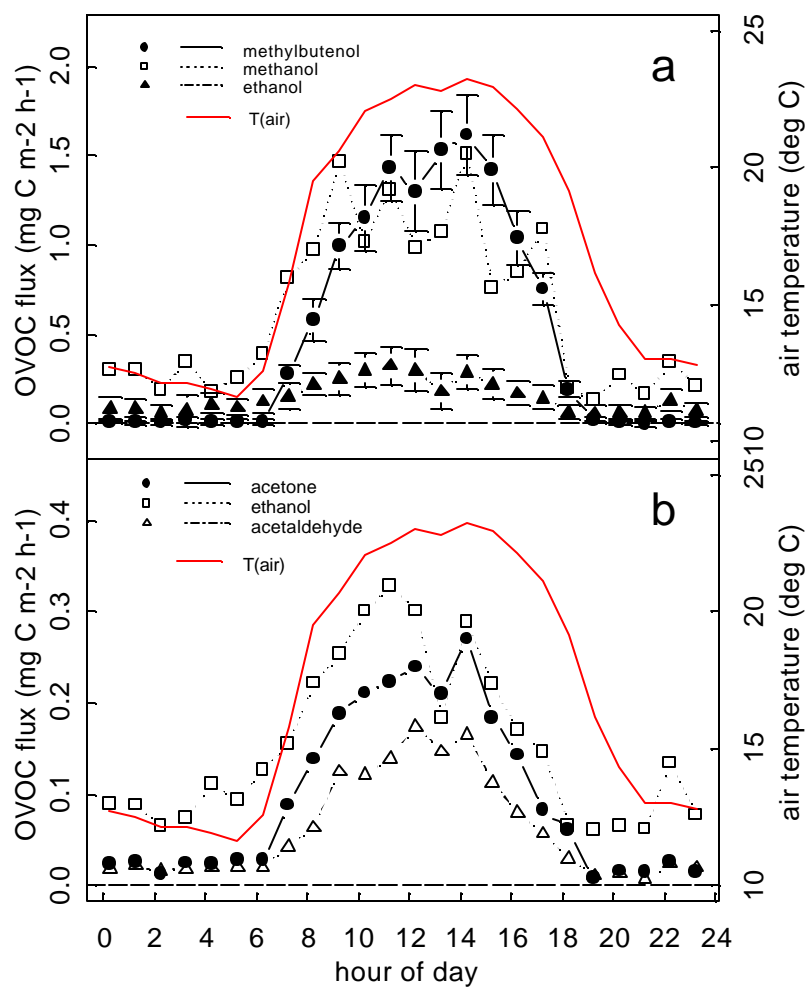 a
methylbutenol
methanol
ethanol
T(air)
OVOC flux (mg C m-2 h-1)
0.0 0.5 1.0 1.5 2.0
air temperature (deg C)
10 15 20 25
b
acetone
ethanol
acetaldehyde
T(air)
OVOC flux (mg C m-2 h-1)
0.0 0.1 0.2 0.3 0.4
air temperature (deg C)
10 15 20 25
0 2 4 6 8 10 12 14 16 18 20 22 24
hour of day